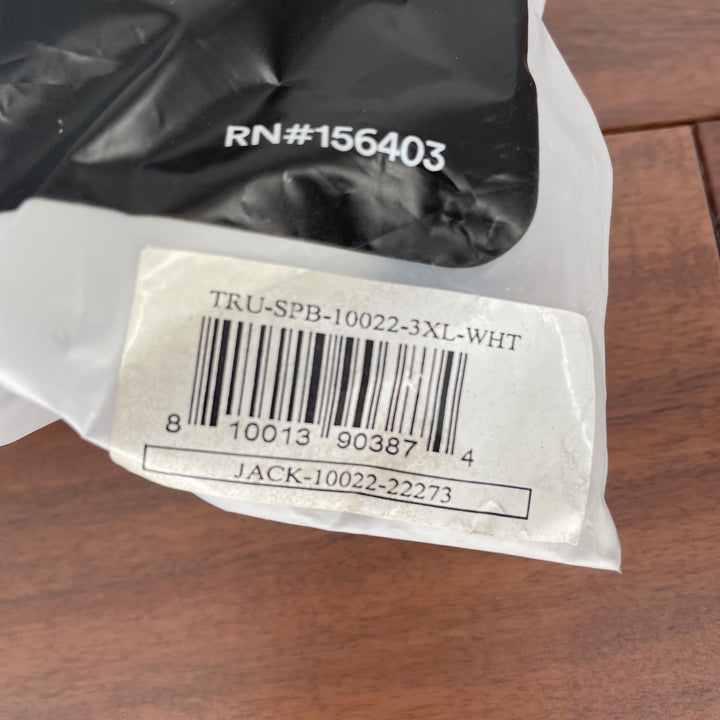 RN#156403
TRU-SPB-10022-3XL-WHT
8 10013 90387 4
JACK-10022-22273